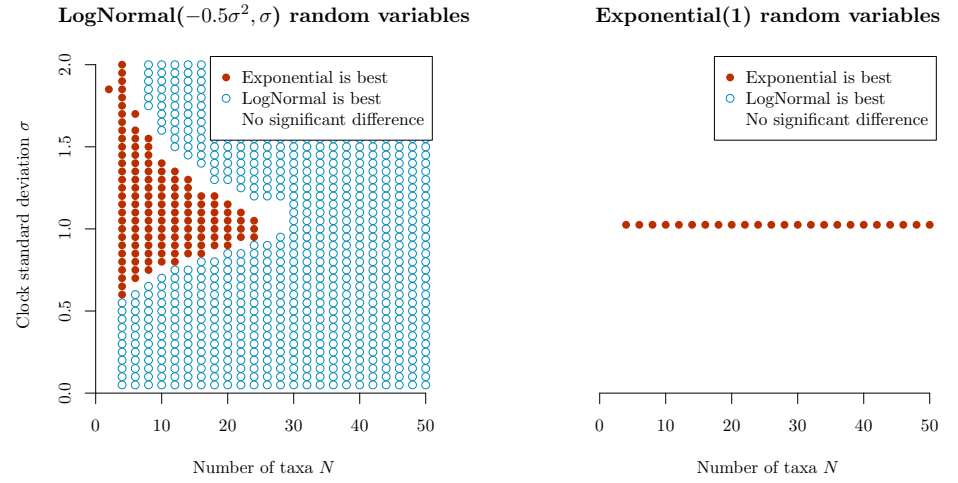 LogNormal(−0.5σ², σ) random variables
Exponential is best
LogNormal is best
No significant difference
Clock standard deviation σ
2.0
1.5
1.0
0.5
0.0
0 10 20 30 40 50
Number of taxa N
Exponential(1) random variables
Exponential is best
LogNormal is best
No significant difference
0 10 20 30 40 50
Number of taxa N